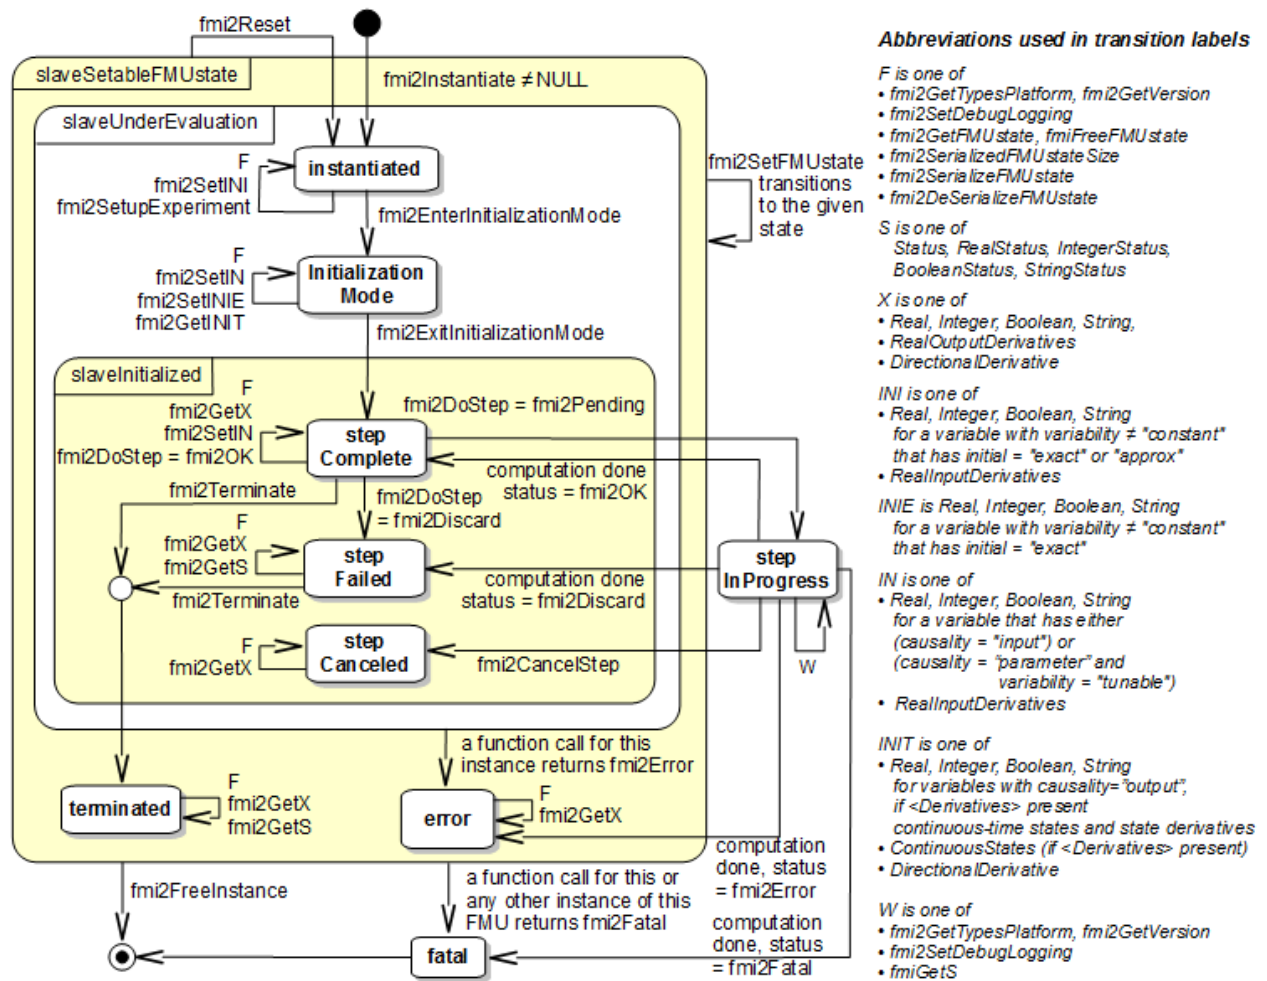 fmi2Reset
slaveSetableFMUstate
fmi2Instantiate ≠ NULL
slaveUnderEvaluation
F
fmi2SetINI
fmi2SetupExperiment
instantiated
fmi2SetFMUstate
transitions
to the given
state
fmi2EnterInitializationMode
F
fmi2SetIN
fmi2SetINIE
fmi2GetINIT
Initialization
Mode
fmi2ExitInitializationMode
slaveInitialized
F
fmi2GetX
fmi2SetIN
fmi2DoStep = fmi2OK
fmi2DoStep = fmi2Pending
step
Complete
computation done
status = fmi2OK
fmi2Terminate
fmi2DoStep
= fmi2Discard
F
fmi2GetX
fmi2GetS
step
Failed
step
InProgress
computation done
status = fmi2Discard
fmi2Terminate
F
fmi2GetX
step
Canceled
fmi2CancelStep
W
a function call for this
instance returns fmi2Error
terminated
F
fmi2GetX
fmi2GetS
error
F
fmi2GetX
computation
done, status
= fmi2Error
fmi2FreeInstance
a function call for this or
any other instance of this
FMU returns fmi2Fatal
computation
done, status
= fmi2Fatal
fatal
Abbreviations used in transition labels
F is one of
• fmi2GetTypesPlatform, fmi2GetVersion
• fmi2SetDebugLogging
• fmi2GetFMUstate, fmiFreeFMUstate
• fmi2SerializedFMUstateSize
• fmi2SerializeFMUstate
• fmi2DeSerializeFMUstate
S is one of
Status, RealStatus, IntegerStatus,
BooleanStatus, StringStatus
X is one of
• Real, Integer, Boolean, String,
• RealOutputDerivatives
• DirectionalDerivative
INI is one of
• Real, Integer, Boolean, String
for a variable with variability ≠ "constant"
that has initial = "exact" or "approx"
• RealInputDerivatives
INIE is Real, Integer, Boolean, String
for a variable with variability ≠ "constant"
that has initial = "exact"
IN is one of
• Real, Integer, Boolean, String
for a variable that has either
(causality = "input") or
(causality = "parameter" and
variability = "tunable")
• RealInputDerivatives
INIT is one of
• Real, Integer, Boolean, String
for variables with causality="output",
if <Derivatives> present
continuous-time states and state derivatives
• ContinuousStates (if <Derivatives> present)
• DirectionalDerivative
W is one of
• fmi2GetTypesPlatform, fmi2GetVersion
• fmi2SetDebugLogging
• fmiGetS